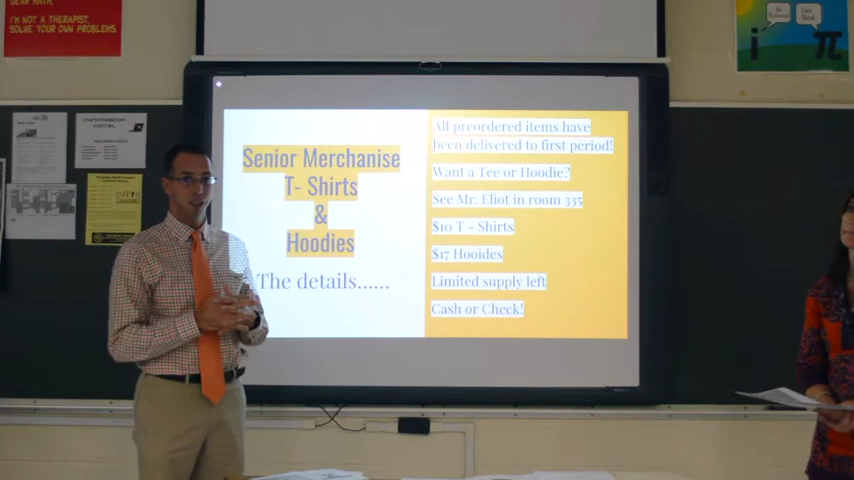 DEAR MATH,
I'M NOT A THERAPIST.
SOLVE YOUR OWN PROBLEMS.
Be Rational
Get Real
i
π
Senior Merchanise
T- Shirts
&
Hoodies
The details......
All preordered items have
been delivered to first period!
Want a Tee or Hoodie?
See Mr. Eliot in room 335
$10 T - Shirts
$17 Hooides
Limited supply left
Cash or Check!